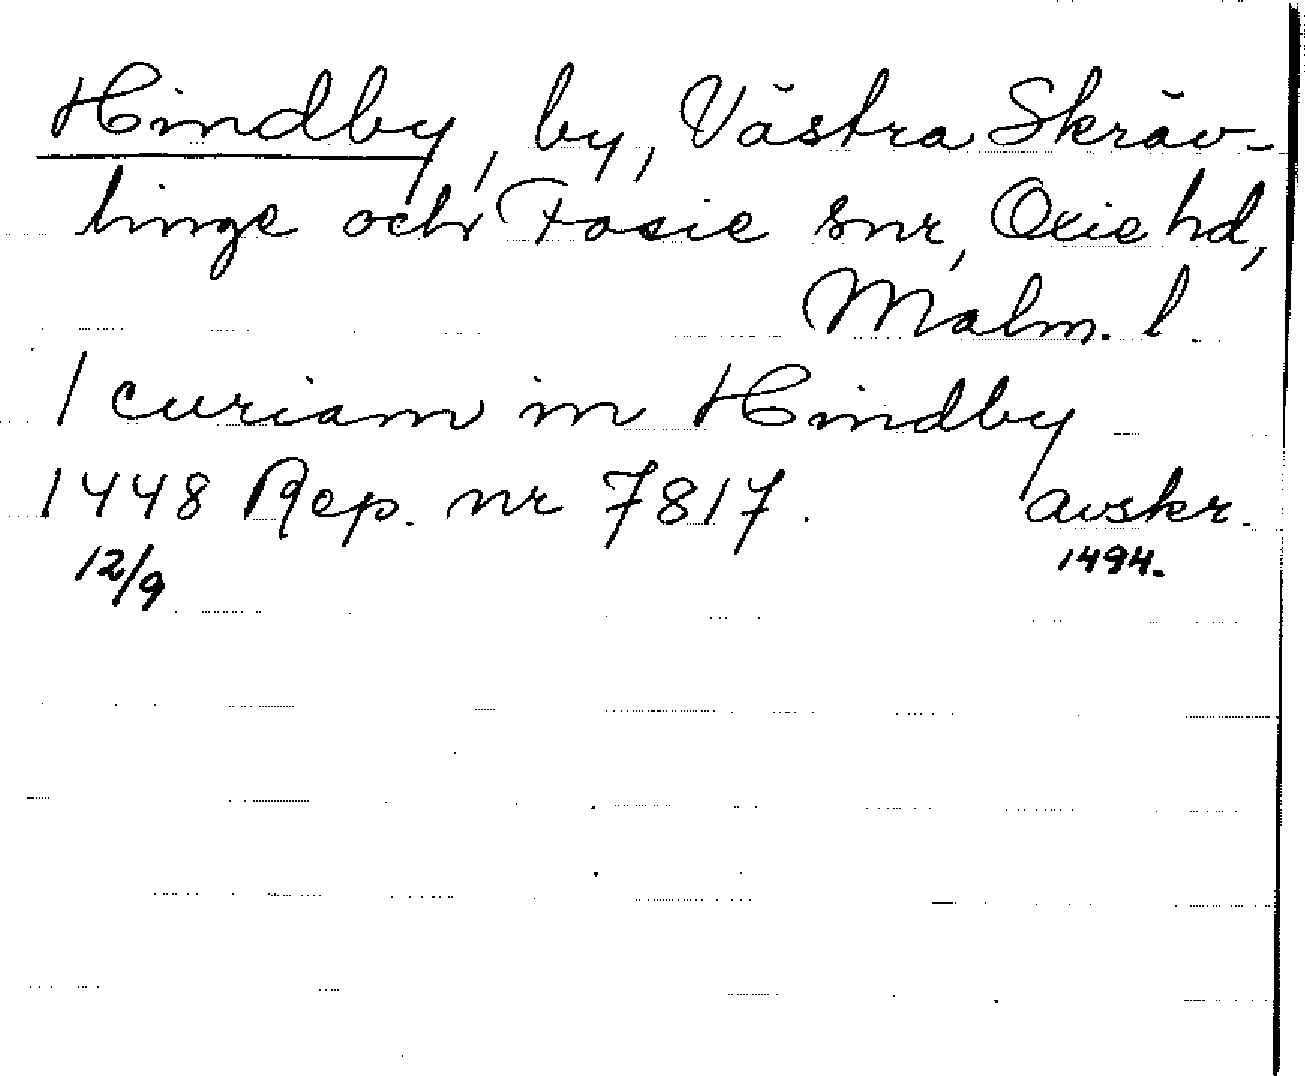 Hindby, by, Västra Skräv-
linge och Fosie snr, Oxie hd,
Malm. l.
1 curiam in Hindby
1448 Rep. nr 7817. avskr.
12/9 1494.